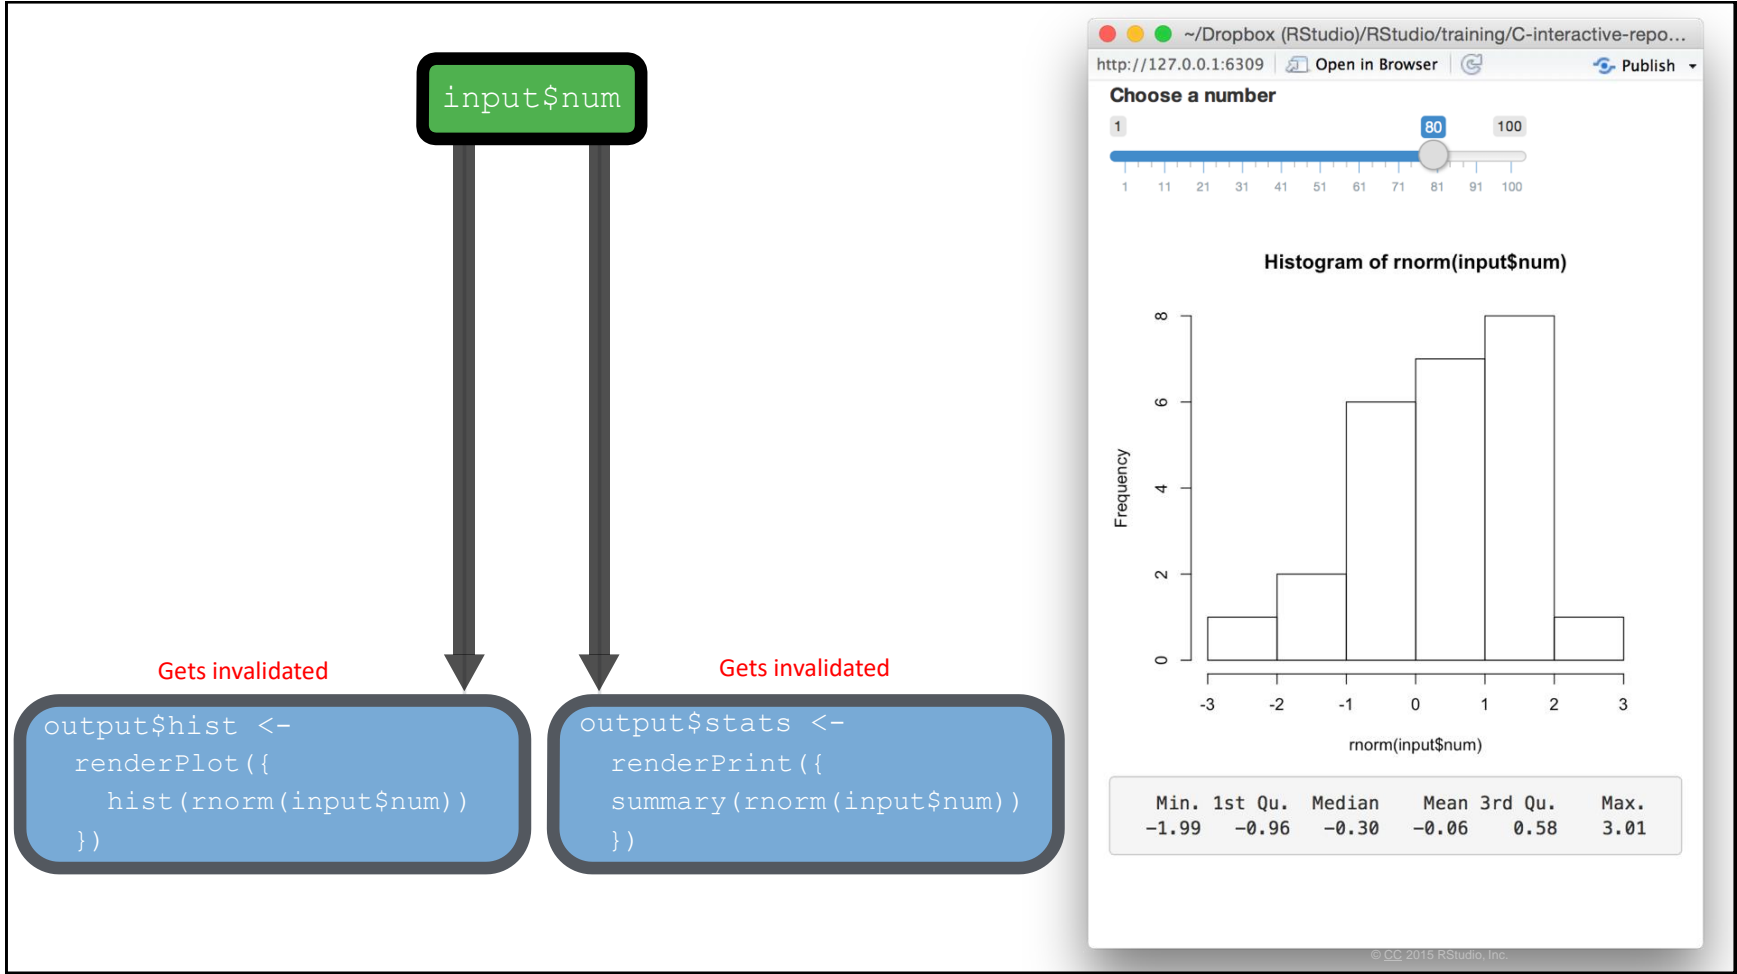 input$num
Gets invalidated
output$hist <-
renderPlot({
hist(rnorm(input$num))
})
Gets invalidated
output$stats <-
renderPrint({
summary(rnorm(input$num))
})
~/Dropbox (RStudio)/RStudio/training/C-interactive-repo...
http://127.0.0.1:6309 Open in Browser Publish
Choose a number
1 80 100
1 11 21 31 41 51 61 71 81 91 100
Histogram of rnorm(input$num)
Frequency
8
6
4
2
0
-3 -2 -1 0 1 2 3
rnorm(input$num)
Min. 1st Qu. Median Mean 3rd Qu. Max.
-1.99 -0.96 -0.30 -0.06 0.58 3.01
© CC 2015 RStudio, Inc.